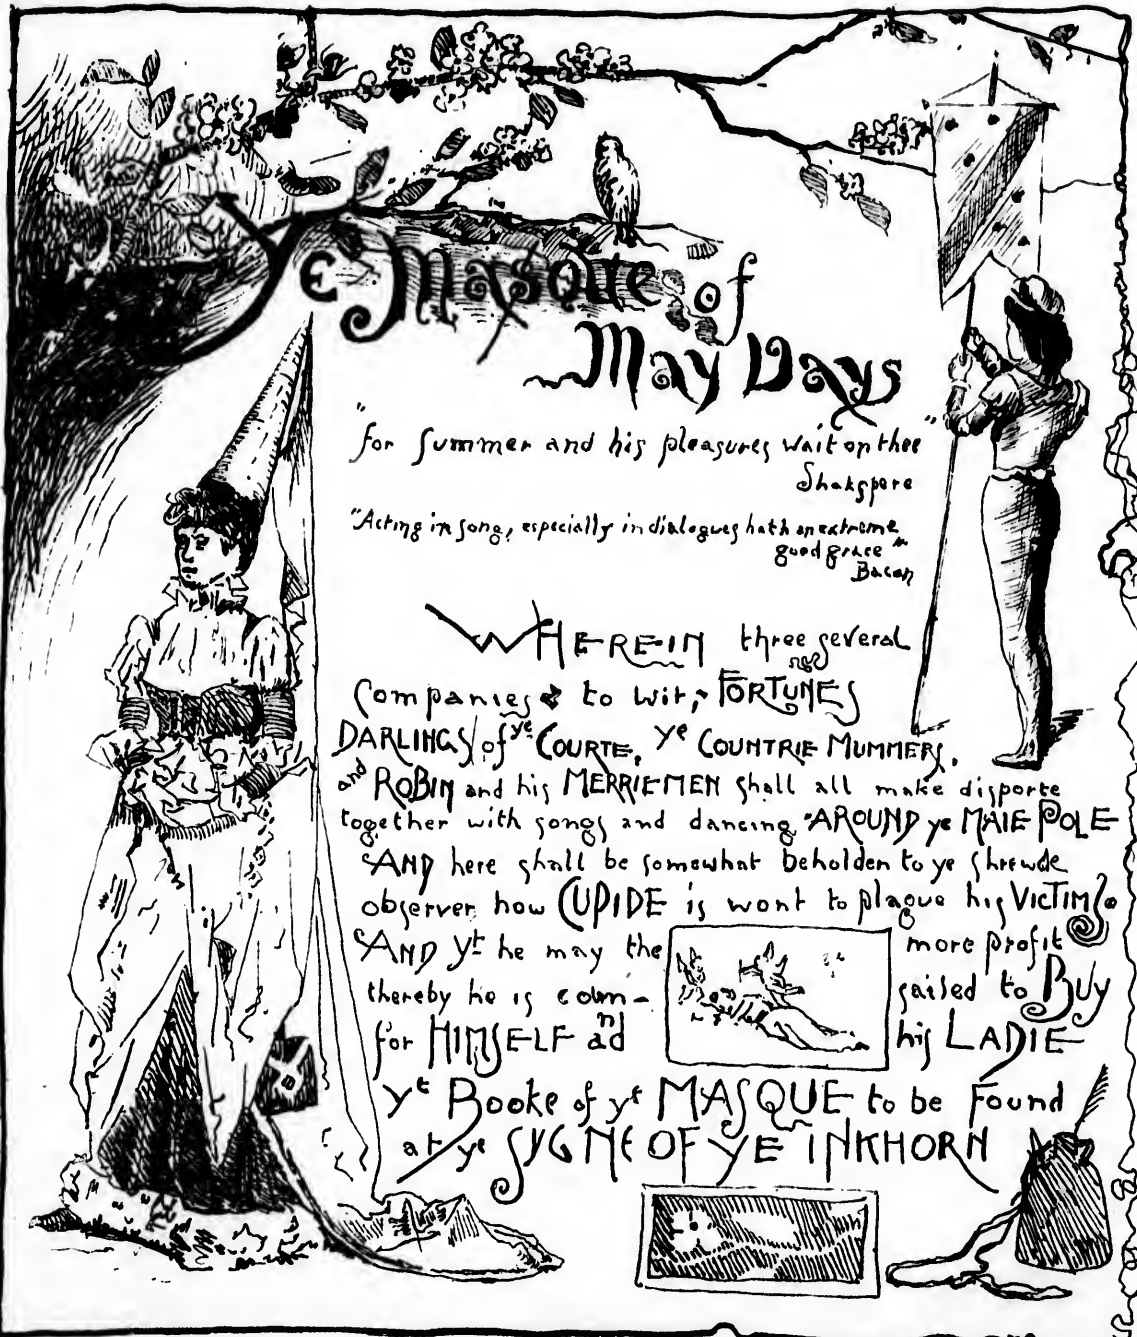 Ye Masque of
May Days
"for summer and his pleasures wait on thee"
Shakspere
"Acting in song, especially in dialogues hath an extreme
good grace"
Bacon
WHEREIN three several
Companies to wit, FORTUNES
DARLINGS of ye COURTE, Ye COUNTRIE MUMMERS,
and ROBIN and his MERRIE MEN shall all make disporte
together with songs and dancing AROUND ye MAIE POLE
AND here shall be somewhat beholden to ye shrewde
observer how CUPIDE is wont to plague his VICTIMS
AND yt he may the more profit
thereby he is coun- sailed to Buy
for HIMSELF and his LADIE
yt Booke of yt MASQUE to be Found
at ye SYGNE OF YE INKHORN